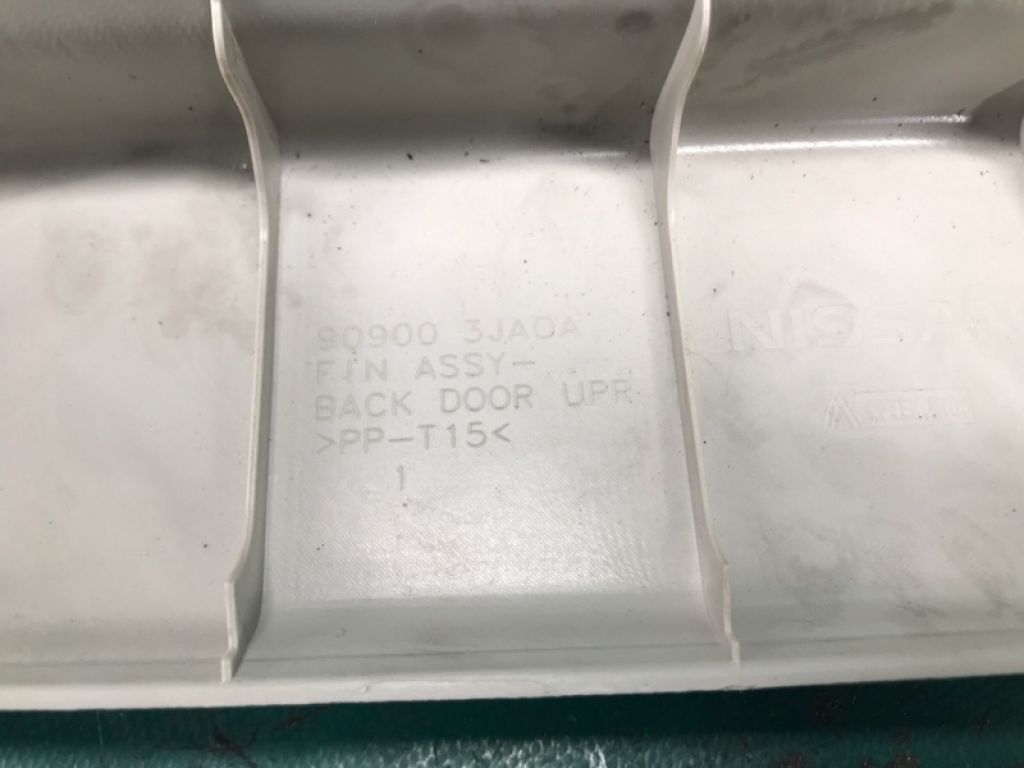 90900 3JA0A
FIN ASSY-
BACK DOOR UPR
>PP-T15<
1
NISSAN